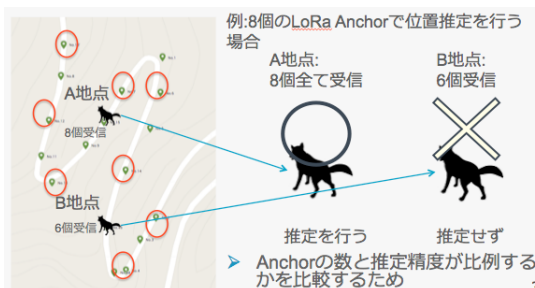 例:8個のLoRa Anchorで位置推定を行う
場合
A地点:
8個全て受信
B地点:
6個受信
A地点
8個受信
B地点
6個受信
推定を行う
推定せず
➤ Anchorの数と推定精度が比例する
かを比較するため